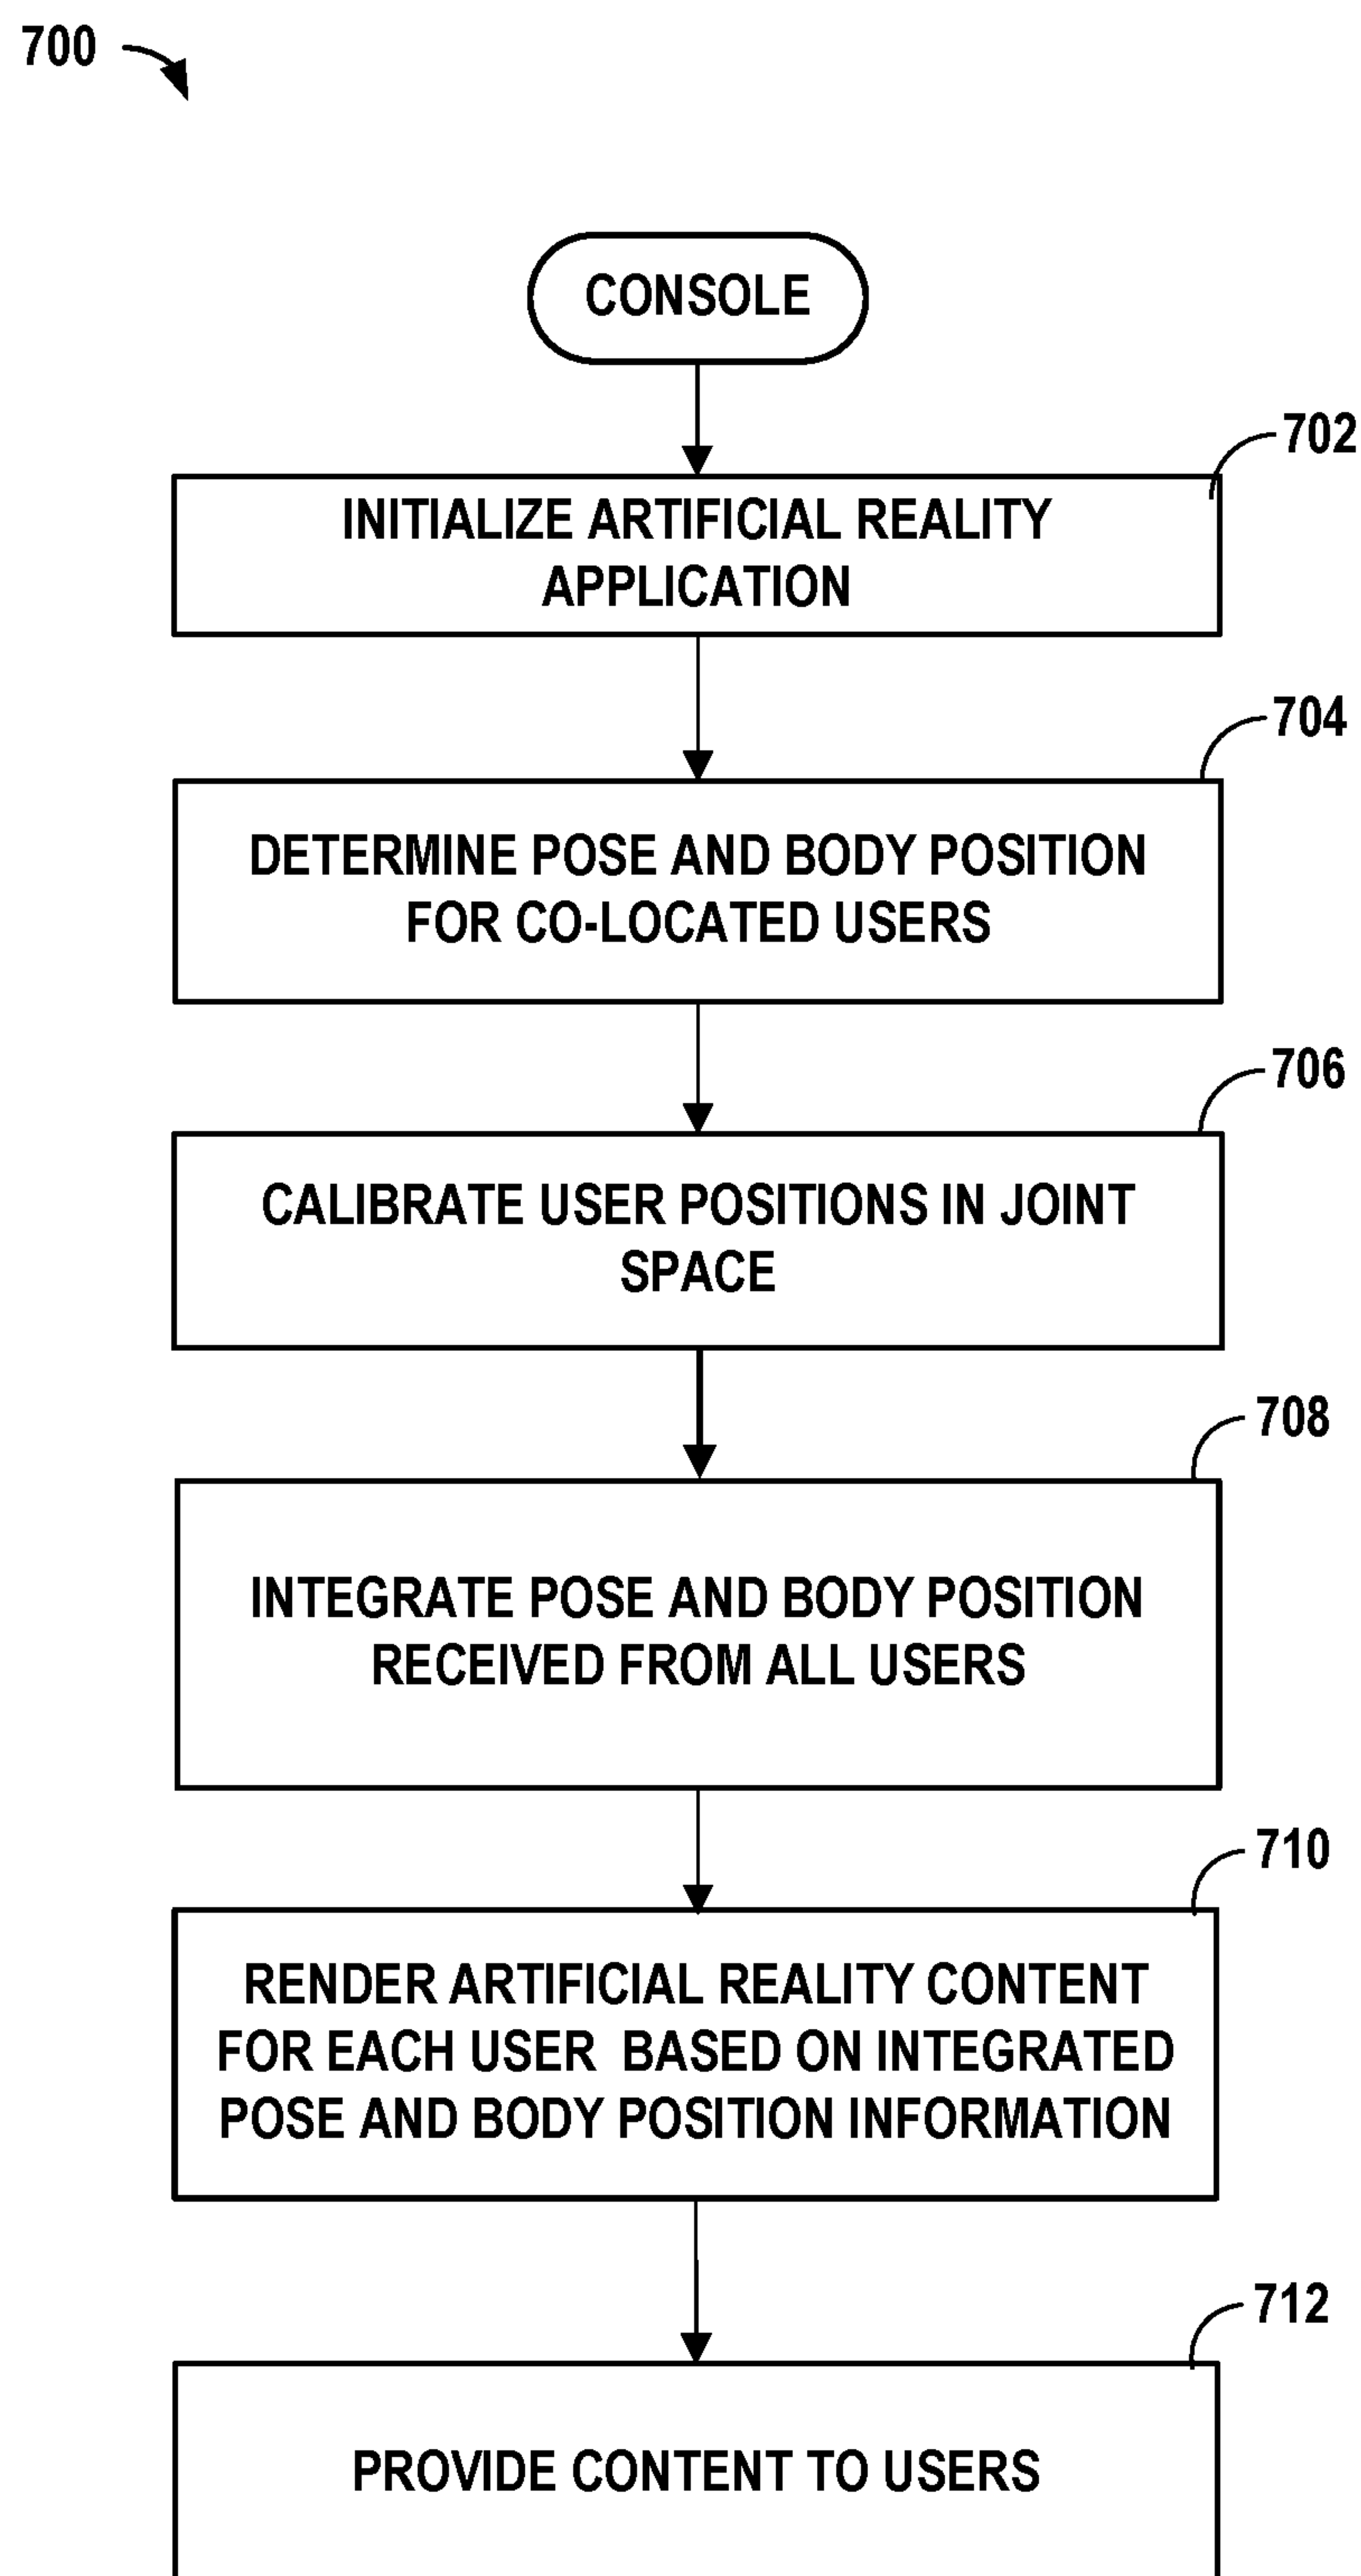 700
CONSOLE
702
INITIALIZE ARTIFICIAL REALITY
APPLICATION
704
DETERMINE POSE AND BODY POSITION
FOR CO-LOCATED USERS
706
CALIBRATE USER POSITIONS IN JOINT
SPACE
708
INTEGRATE POSE AND BODY POSITION
RECEIVED FROM ALL USERS
710
RENDER ARTIFICIAL REALITY CONTENT
FOR EACH USER BASED ON INTEGRATED
POSE AND BODY POSITION INFORMATION
712
PROVIDE CONTENT TO USERS